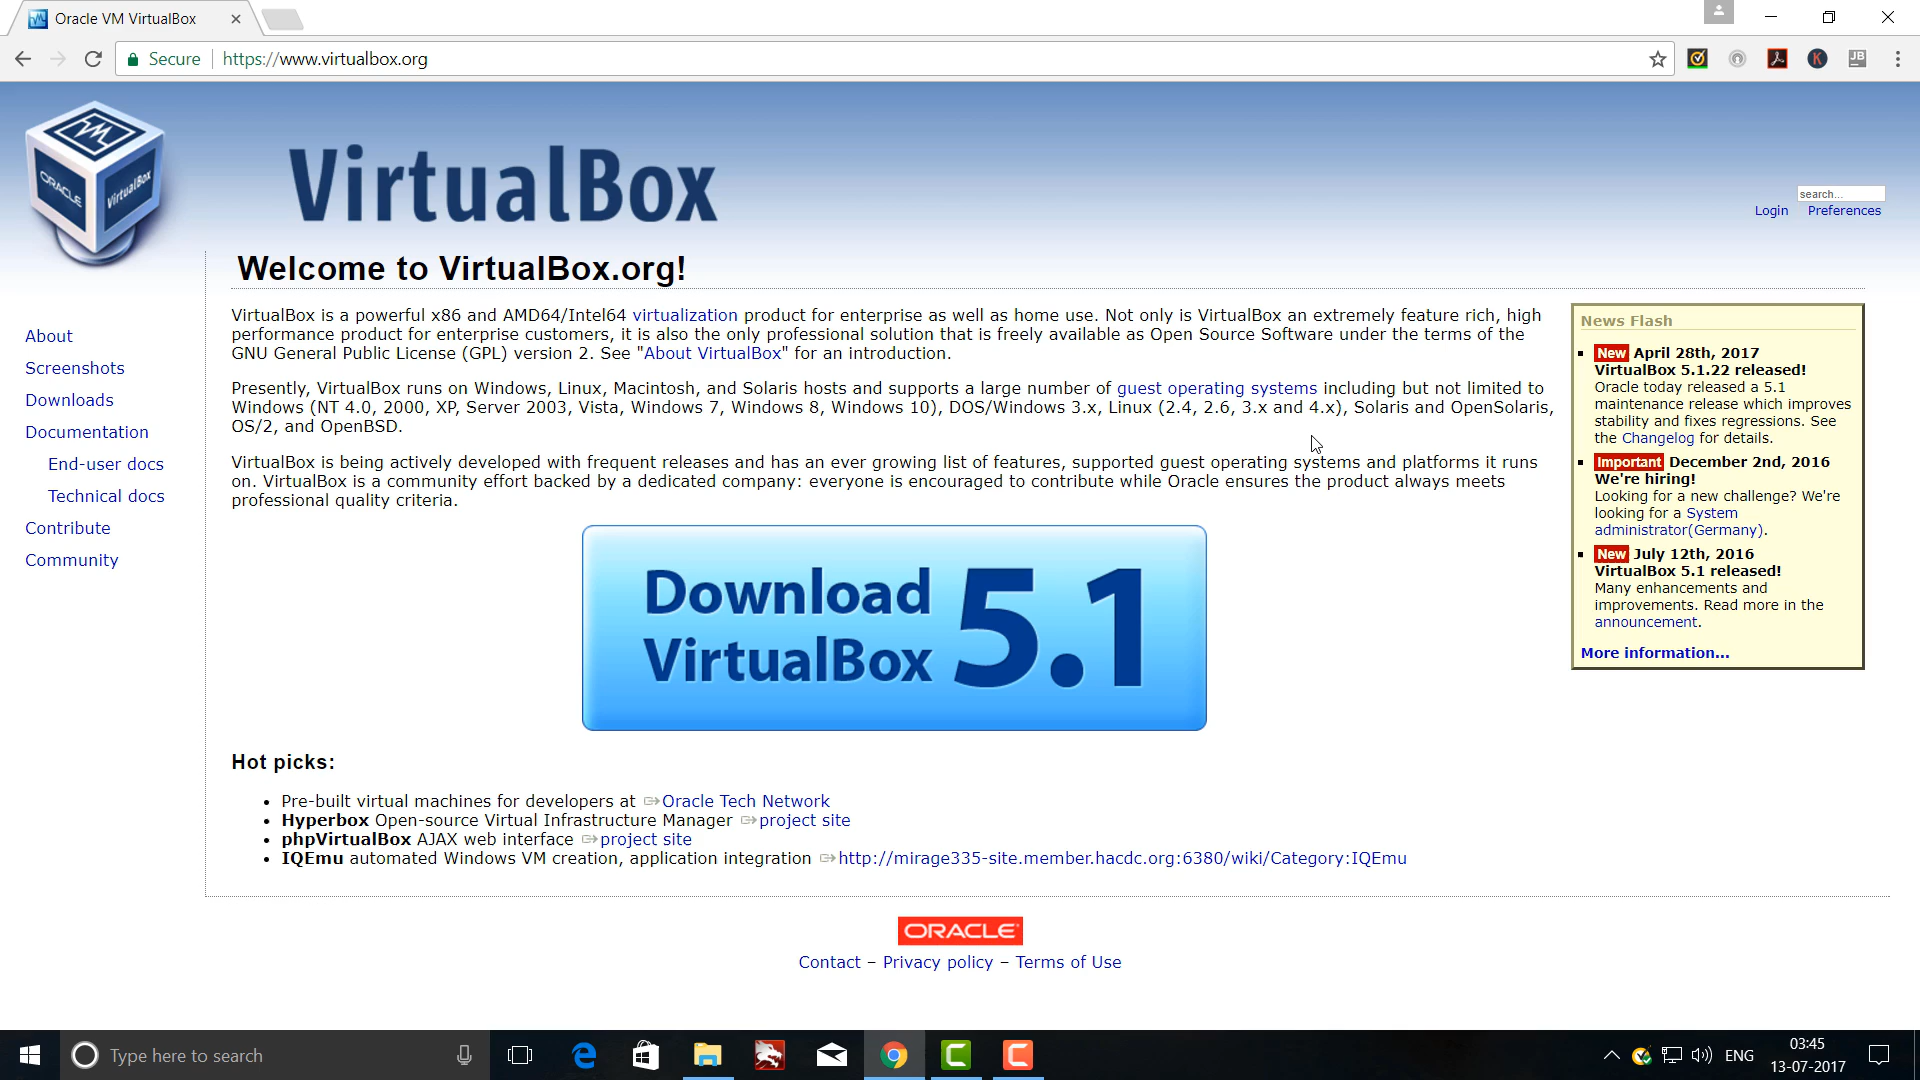 Oracle VM VirtualBox
Secure
https://www.virtualbox.org
JB
ORACLE
VirtualBox
VirtualBox
search...
Login Preferences
Welcome to VirtualBox.org!
About
Screenshots
Downloads
Documentation
End-user docs
Technical docs
Contribute
Community
VirtualBox is a powerful x86 and AMD64/Intel64 virtualization product for enterprise as well as home use. Not only is VirtualBox an extremely feature rich, high
performance product for enterprise customers, it is also the only professional solution that is freely available as Open Source Software under the terms of the
GNU General Public License (GPL) version 2. See "About VirtualBox" for an introduction.
Presently, VirtualBox runs on Windows, Linux, Macintosh, and Solaris hosts and supports a large number of guest operating systems including but not limited to
Windows (NT 4.0, 2000, XP, Server 2003, Vista, Windows 7, Windows 8, Windows 10), DOS/Windows 3.x, Linux (2.4, 2.6, 3.x and 4.x), Solaris and OpenSolaris,
OS/2, and OpenBSD.
VirtualBox is being actively developed with frequent releases and has an ever growing list of features, supported guest operating systems and platforms it runs
on. VirtualBox is a community effort backed by a dedicated company: everyone is encouraged to contribute while Oracle ensures the product always meets
professional quality criteria.
Download
VirtualBox 5.1
News Flash
New April 28th, 2017
VirtualBox 5.1.22 released!
Oracle today released a 5.1
maintenance release which improves
stability and fixes regressions. See
the Changelog for details.
Important December 2nd, 2016
We're hiring!
Looking for a new challenge? We're
looking for a System
administrator(Germany).
New July 12th, 2016
VirtualBox 5.1 released!
Many enhancements and
improvements. Read more in the
announcement.
More information...
Hot picks:
Pre-built virtual machines for developers at Oracle Tech Network
Hyperbox Open-source Virtual Infrastructure Manager project site
phpVirtualBox AJAX web interface project site
IQEmu automated Windows VM creation, application integration http://mirage335-site.member.hacdc.org:6380/wiki/Category:IQEmu
ORACLE
Contact – Privacy policy – Terms of Use
Type here to search
ENG
03:45
13-07-2017